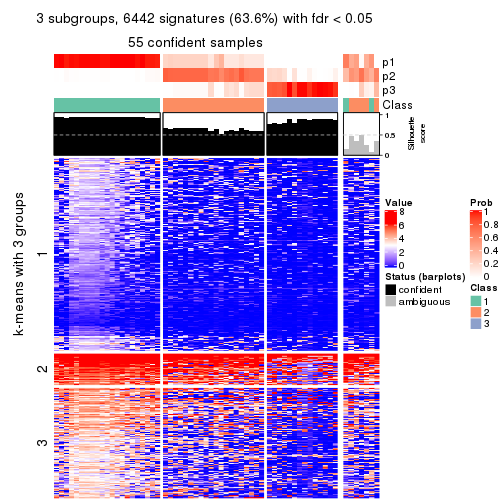 3 subgroups, 6442 signatures (63.6%) with fdr < 0.05
55 confident samples
p1
p2
p3
Class
1
0.5
0
Silhouette
score
k-means with 3 groups
1
2
3
Value
8
6
4
2
0
Status (barplots)
confident
ambiguous
Prob
1
0.8
0.6
0.4
0.2
0
Class
1
2
3